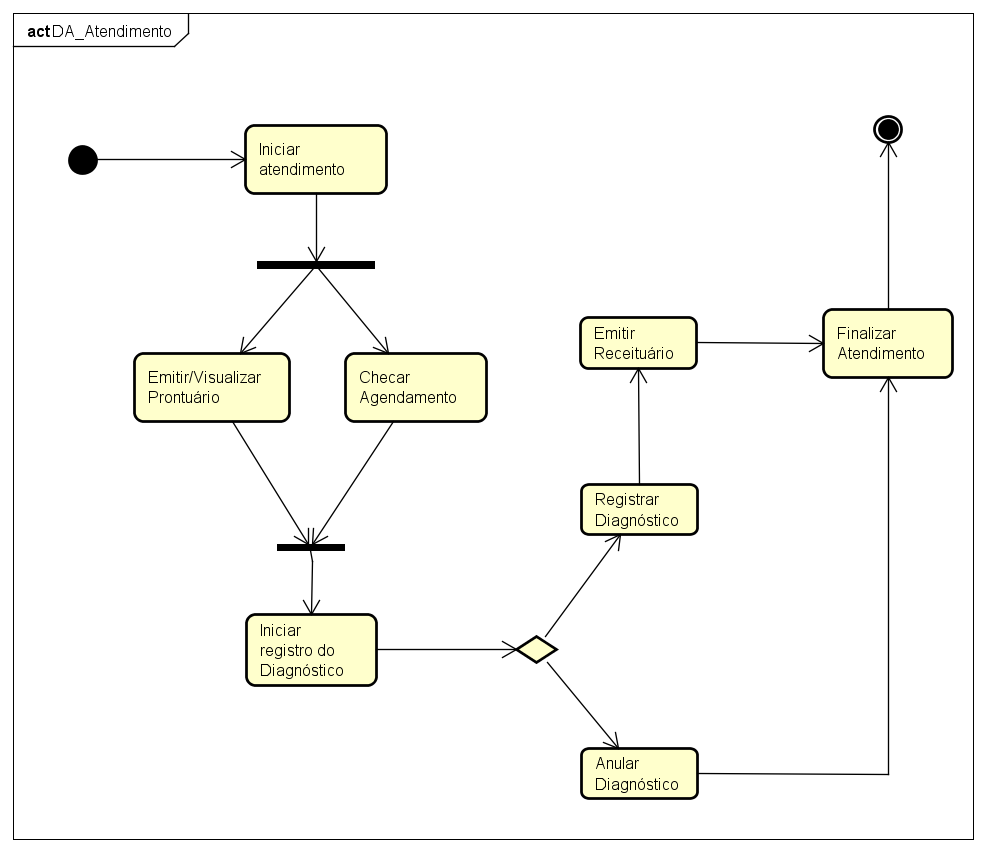 act DA_Atendimento
Iniciar
atendimento
Emitir/Visualizar
Prontuário
Checar
Agendamento
Iniciar
registro do
Diagnóstico
Emitir
Receituário
Registrar
Diagnóstico
Anular
Diagnóstico
Finalizar
Atendimento